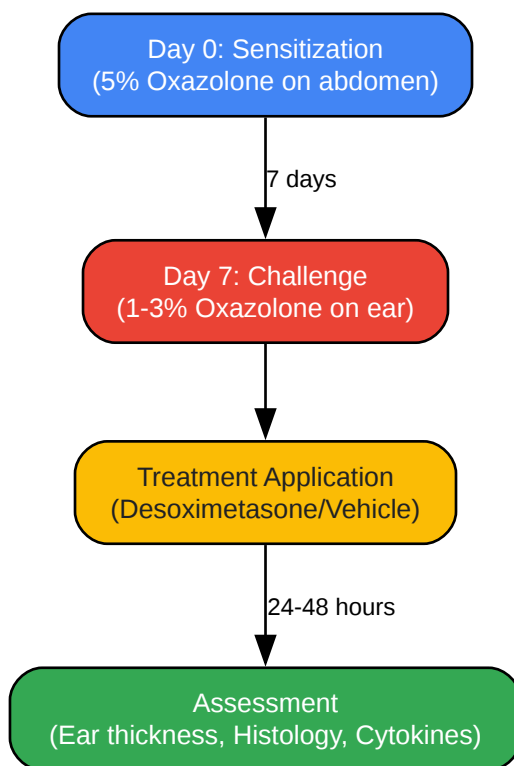 Day 0: Sensitization
(5% Oxazolone on abdomen)
7 days
Day 7: Challenge
(1-3% Oxazolone on ear)
Treatment Application
(Desoximetasone/Vehicle)
24-48 hours
Assessment
(Ear thickness, Histology, Cytokines)